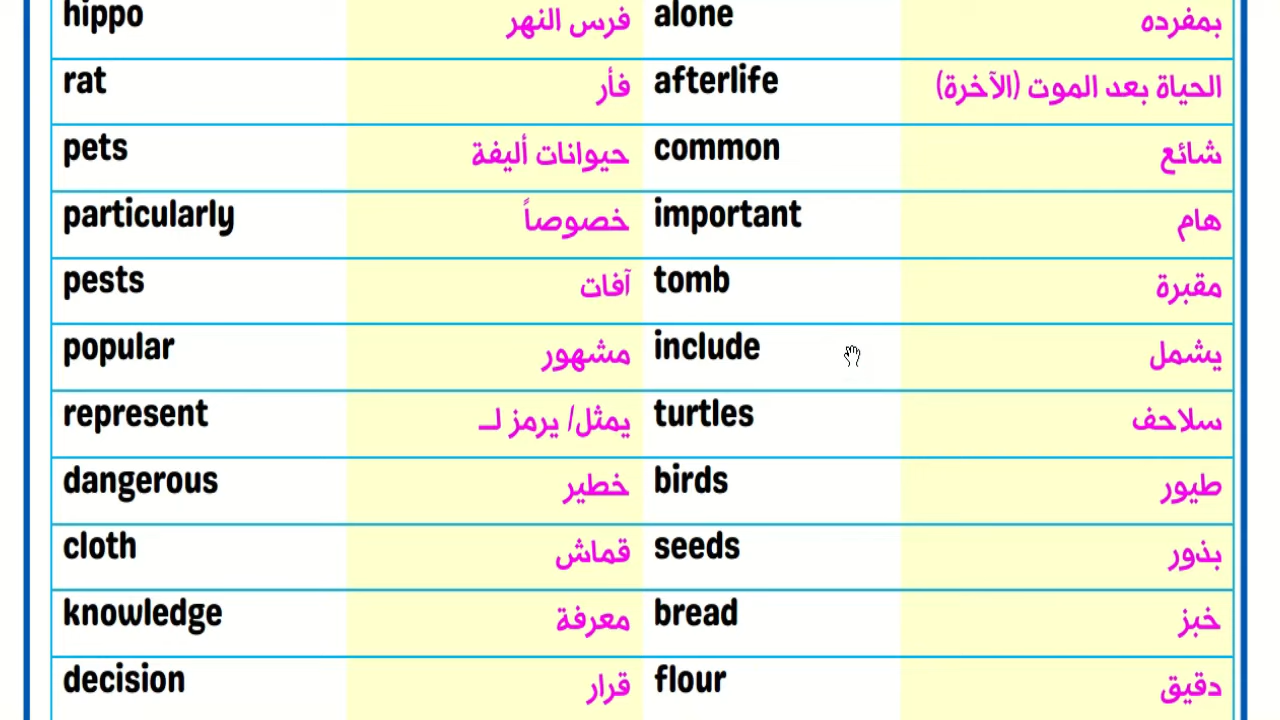 hippo فرس النهر alone بمفرده
rat فأر afterlife الحياة بعد الموت (الآخرة)
pets حيوانات أليفة common شائع
particularly خصوصاً important هام
pests آفات tomb مقبرة
popular مشهور include يشمل
represent يمثل/ يرمز لـ turtles سلاحف
dangerous خطير birds طيور
cloth قماش seeds بذور
knowledge معرفة bread خبز
decision قرار flour دقيق